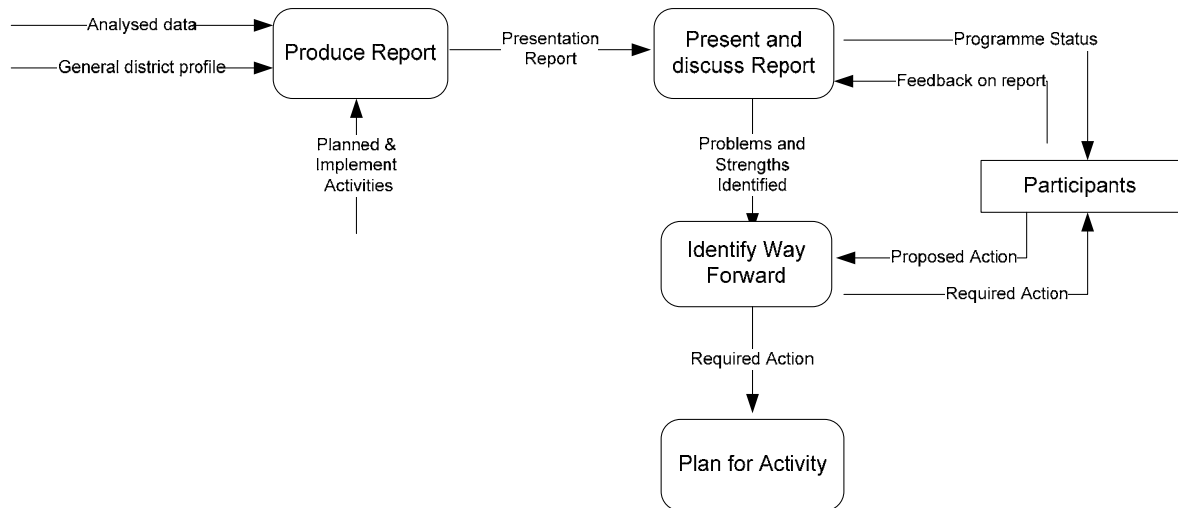 Analysed data
General district profile
Produce Report
Planned &
Implement
Activities
Presentation
Report
Present and
discuss Report
Programme Status
Feedback on report
Problems and
Strengths
Identified
Participants
Identify Way
Forward
Proposed Action
Required Action
Required Action
Plan for Activity